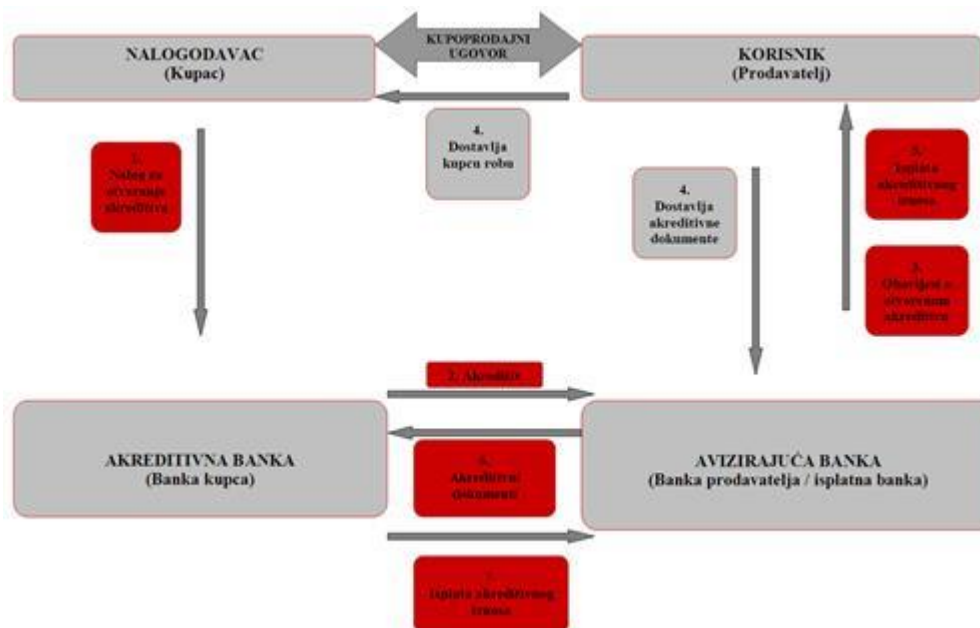 NALOGODAVAC
(Kupac)
KUPOPRODAJNI
UGOVOR
KORISNIK
(Prodavatelj)
1.
Nalog za
otvaranje
akreditiva
4.
Dostavlja
kupcu robu
4.
Dostavlja
akreditivne
dokumente
5.
Isplata
akreditivnog
iznosa
3.
Obavijest o
otvorenom
akreditivu
2. Akreditiv
AKREDITIVNA BANKA
(Banka kupca)
6.
Akreditivni
dokumenti
AVIZIRAJUĆA BANKA
(Banka prodavatelja / isplatna banka)
7.
Isplata akreditivnog
iznosa